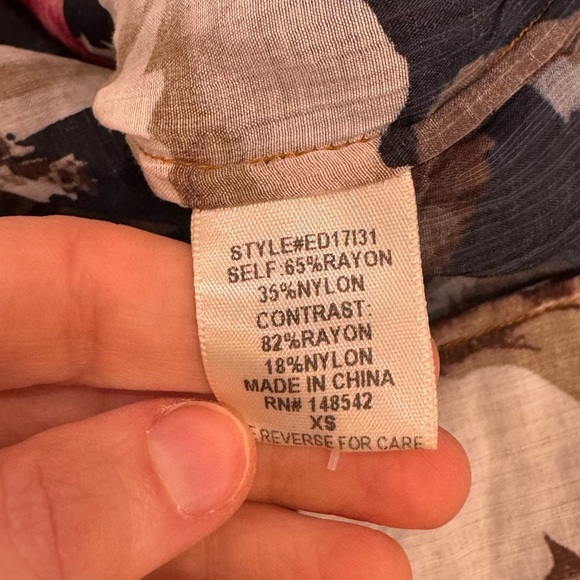 STYLE#ED17I31
SELF:65%RAYON
35%NYLON
CONTRAST:
82%RAYON
18%NYLON
MADE IN CHINA
RN# 148542
XS
REVERSE FOR CARE